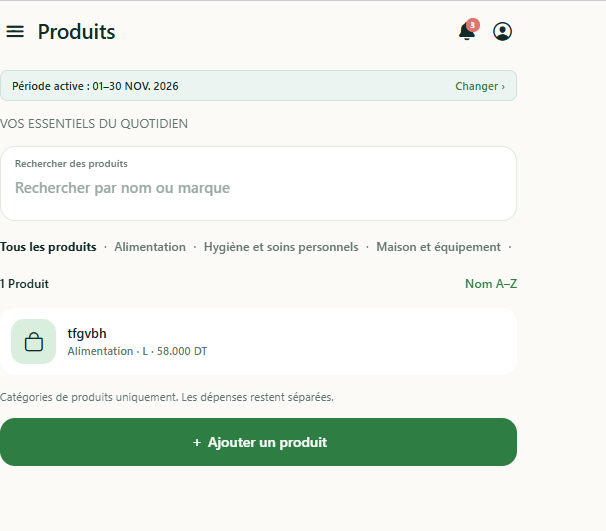 Produits
3
Période active : 01–30 NOV. 2026
Changer ›
VOS ESSENTIELS DU QUOTIDIEN
Rechercher des produits
Rechercher par nom ou marque
Tous les produits · Alimentation · Hygiène et soins personnels · Maison et équipement ·
1 Produit
Nom A–Z
tfgvbh
Alimentation · L · 58.000 DT
Catégories de produits uniquement. Les dépenses restent séparées.
+ Ajouter un produit